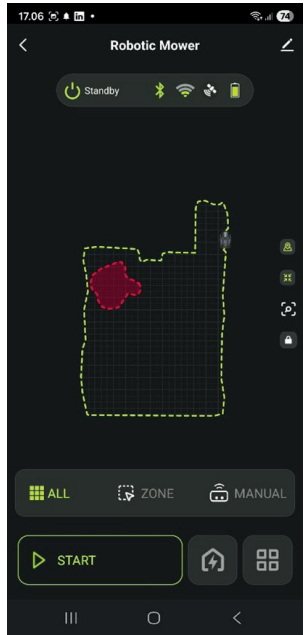 17.06
74
Robotic Mower
Standby
ALL
ZONE
MANUAL
START